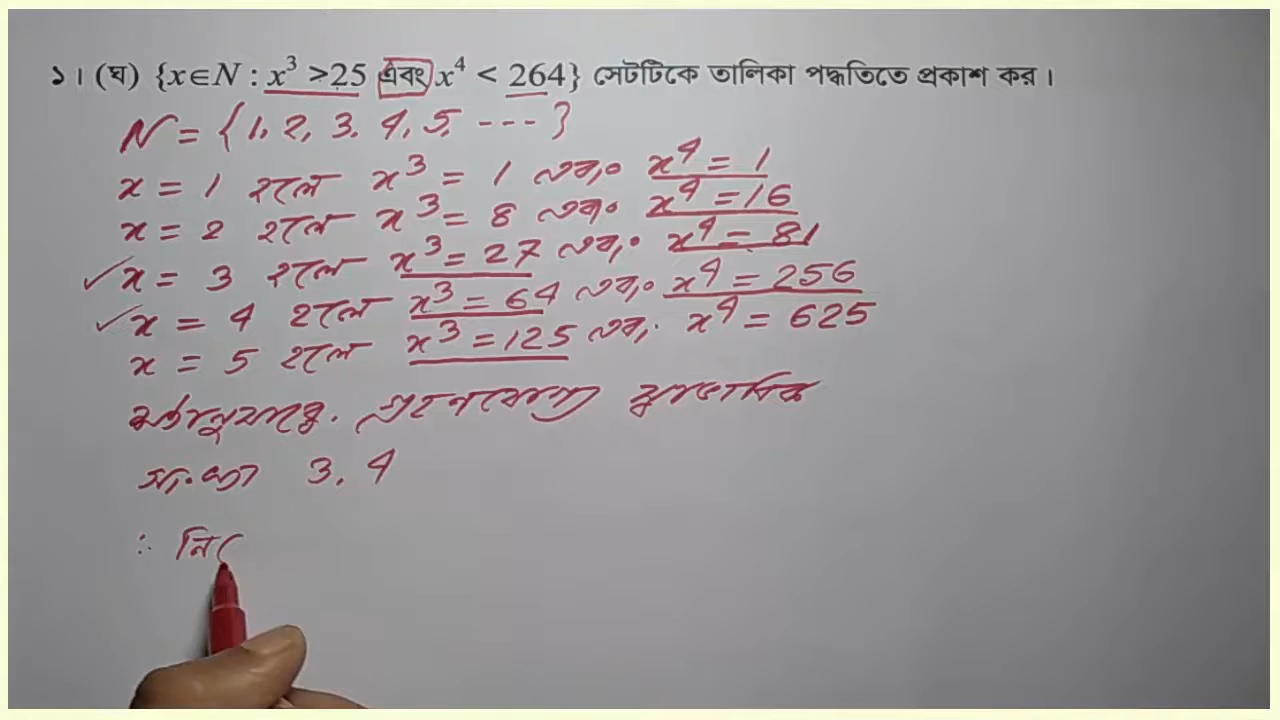 ১। (ঘ) {x∈N : x³ >25 এবং x⁴ < 264} সেটটিকে তালিকা পদ্ধতিতে প্রকাশ কর।
N = {1, 2, 3, 4, 5, ---}
x = 1 হলে x³ = 1 এবং x⁴ = 1
x = 2 হলে x³ = 8 এবং x⁴ = 16
✓x = 3 হলে x³ = 27 এবং x⁴ = 81
✓x = 4 হলে x³ = 64 এবং x⁴ = 256
x = 5 হলে x³ = 125 এবং x⁴ = 625
শর্তানুসারে, গ্রহণযোগ্য স্বাভাবিক
সংখ্যা 3, 4
∴ নি